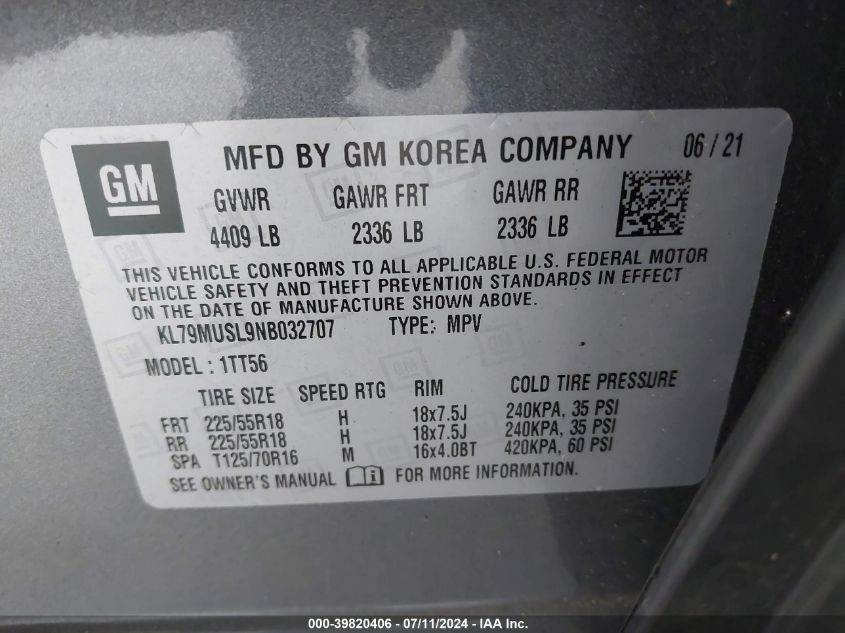 GM
MFD BY GM KOREA COMPANY 06 / 21
GVWR GAWR FRT GAWR RR
4409 LB 2336 LB 2336 LB
THIS VEHICLE CONFORMS TO ALL APPLICABLE U.S. FEDERAL MOTOR
VEHICLE SAFETY AND THEFT PREVENTION STANDARDS IN EFFECT
ON THE DATE OF MANUFACTURE SHOWN ABOVE.
KL79MUSL9NB032707 TYPE: MPV
MODEL : 1TT56
TIRE SIZE SPEED RTG RIM COLD TIRE PRESSURE
FRT 225/55R18 H 18x7.5J 240KPA, 35 PSI
RR 225/55R18 H 18x7.5J 240KPA, 35 PSI
SPA T125/70R16 M 16x4.0BT 420KPA, 60 PSI
SEE OWNER'S MANUAL FOR MORE INFORMATION.
000-39820406 - 07/11/2024 - IAA Inc.